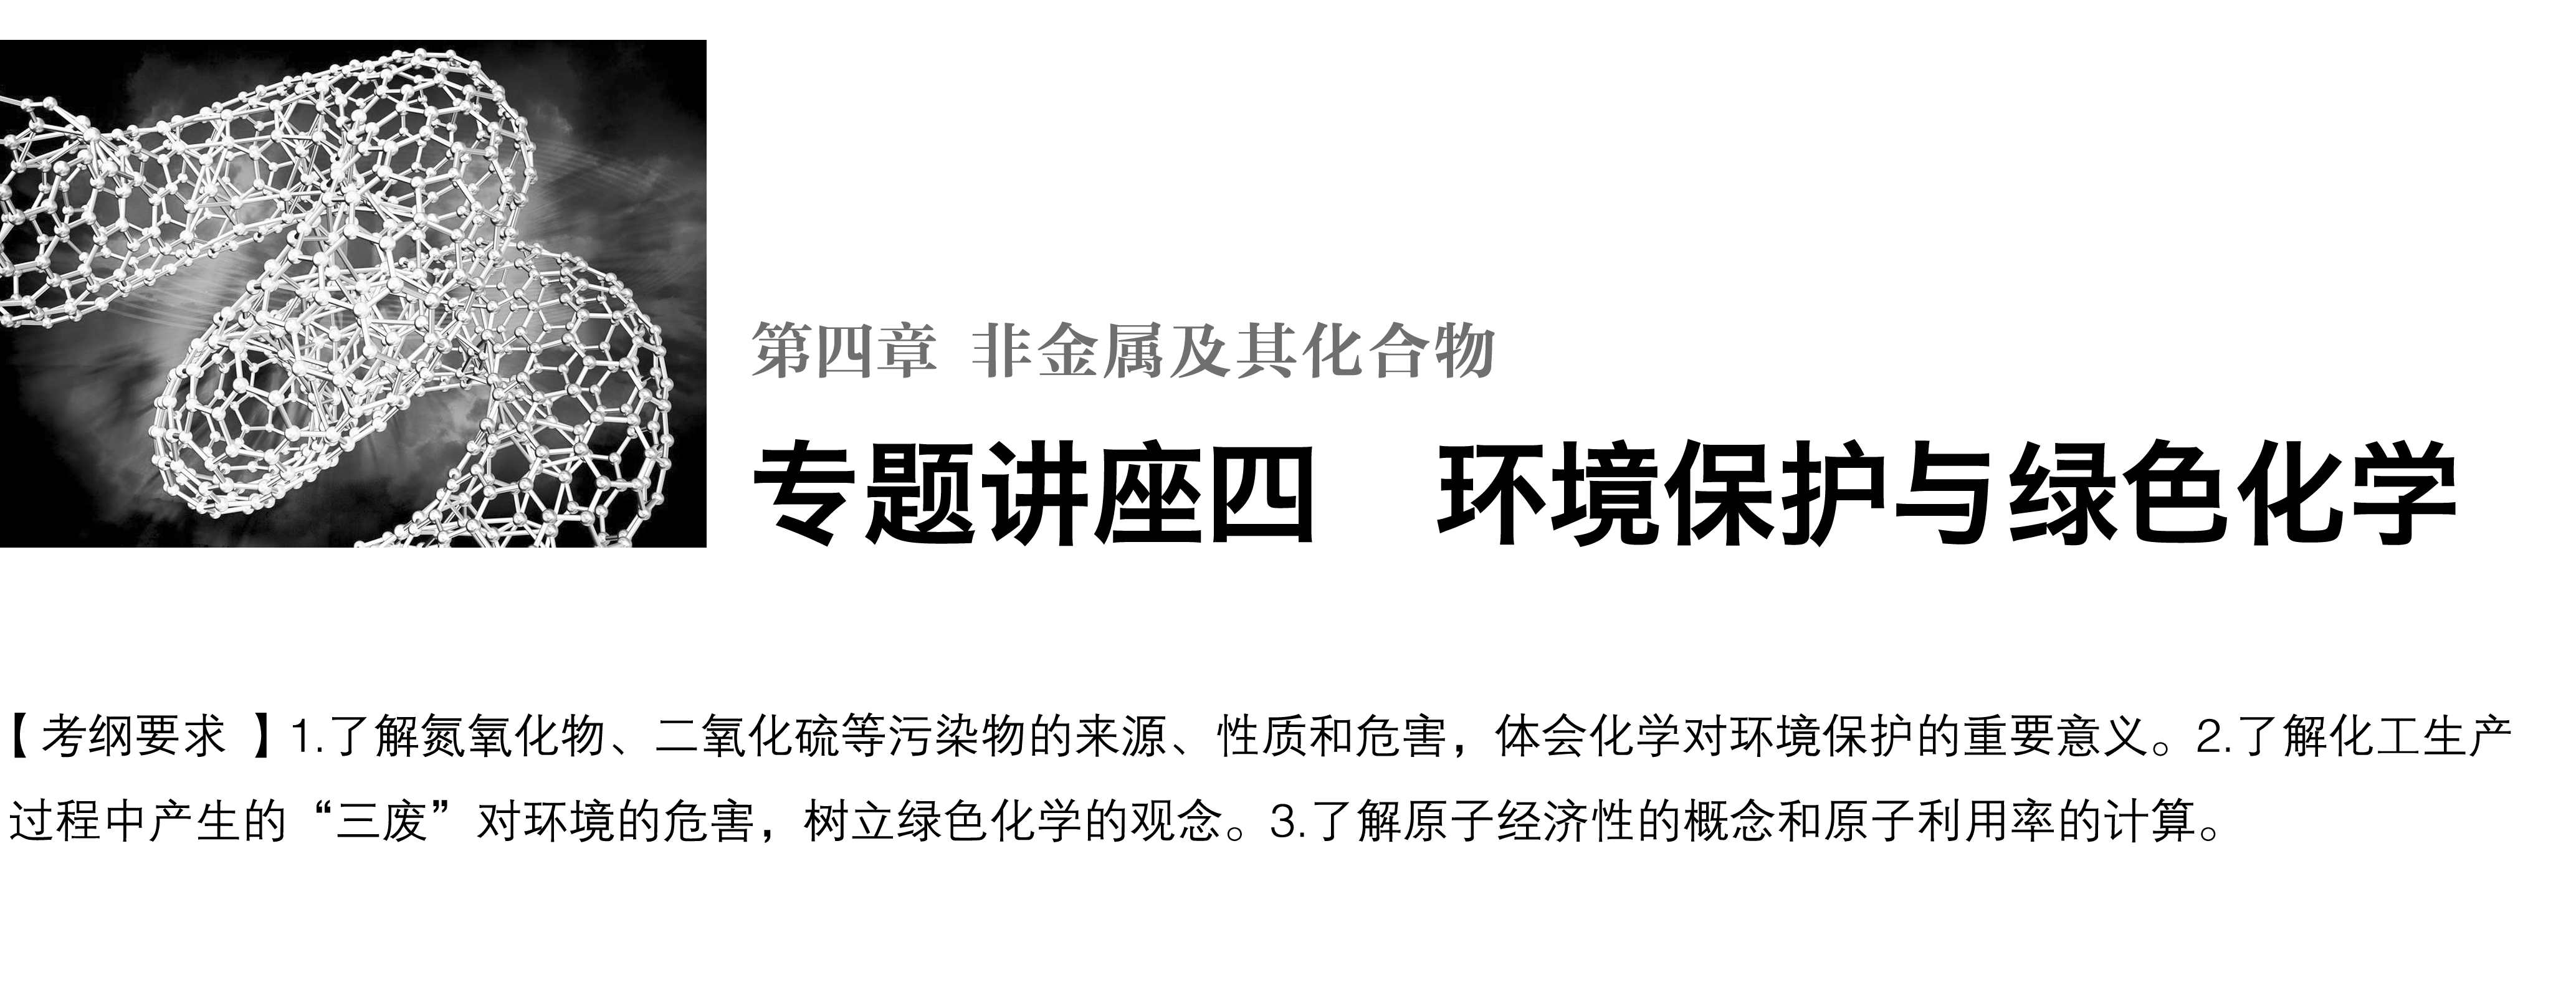 第四章 非金属及其化合物
专题讲座四　环境保护与绿色化学
【考纲要求 】1.了解氮氧化物、二氧化硫等污染物的来源、性质和危害，体会化学对环境保护的重要意义。2.了解化工生产
过程中产生的“三废”对环境的危害，树立绿色化学的观念。3.了解原子经济性的概念和原子利用率的计算。